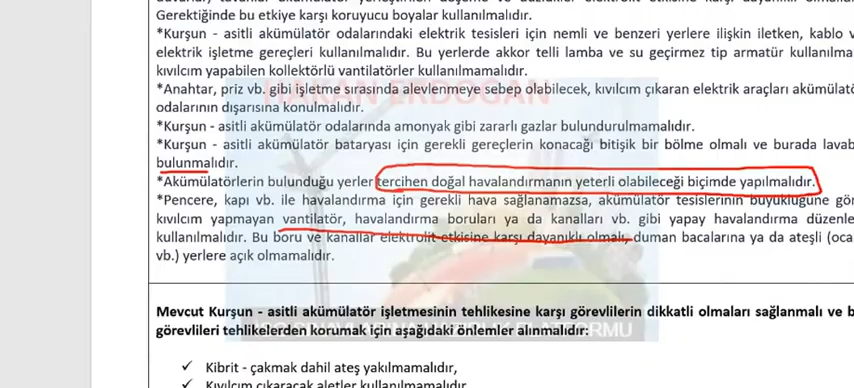 Gerektiğinde bu etkiye karşı koruyucu boyalar kullanılmalıdır.
*Kurşun - asitli akümülatör odalarındaki elektrik tesisleri için nemli ve benzeri yerlere ilişkin iletken, kablo v
elektrik işletme gereçleri kullanılmalıdır. Bu yerlerde akkor telli lamba ve su geçirmez tip armatür kullanılma
kıvılcım yapabilen kollektörlü vantilatörler kullanılmamalıdır.
*Anahtar, priz vb. gibi işletme sırasında alevlenmeye sebep olabilecek, kıvılcım çıkaran elektrik araçları akümülatö
odalarının dışarısına konulmalıdır.
HAKAN ERDOGAN
*Kurşun - asitli akümülatör odalarında amonyak gibi zararlı gazlar bulundurulmamalıdır.
*Kurşun - asitli akümülatör bataryası için gerekli gereçlerin konacağı bitişik bir bölme olmalı ve burada lavab
bulunmalıdır.
*Akümülatörlerin bulunduğu yerler tercihen doğal havalandırmanın yeterli olabileceği biçimde yapılmalıdır.
*Pencere, kapı vb. ile havalandırma için gerekli hava sağlanamazsa, akümülatör tesislerinin büyüklüğüne gör
kıvılcım yapmayan vantilatör, havalandırma boruları ya da kanalları vb. gibi yapay havalandırma düzenle
kullanılmalıdır. Bu boru ve kanallar elektrolit etkisine karşı dayanıklı olmalı, duman bacalarına ya da ateşli (oca
vb.) yerlere açık olmamalıdır.
Mevcut Kurşun - asitli akümülatör işletmesinin tehlikesine karşı görevlilerin dikkatli olmaları sağlanmalı ve b
görevlileri tehlikelerden korumak için aşağıdaki önlemler alınmalıdır:
✓ Kibrit - çakmak dahil ateş yakılmamalıdır,
✓ Kıvılcım çıkaracak aletler kullanılmamalıdır